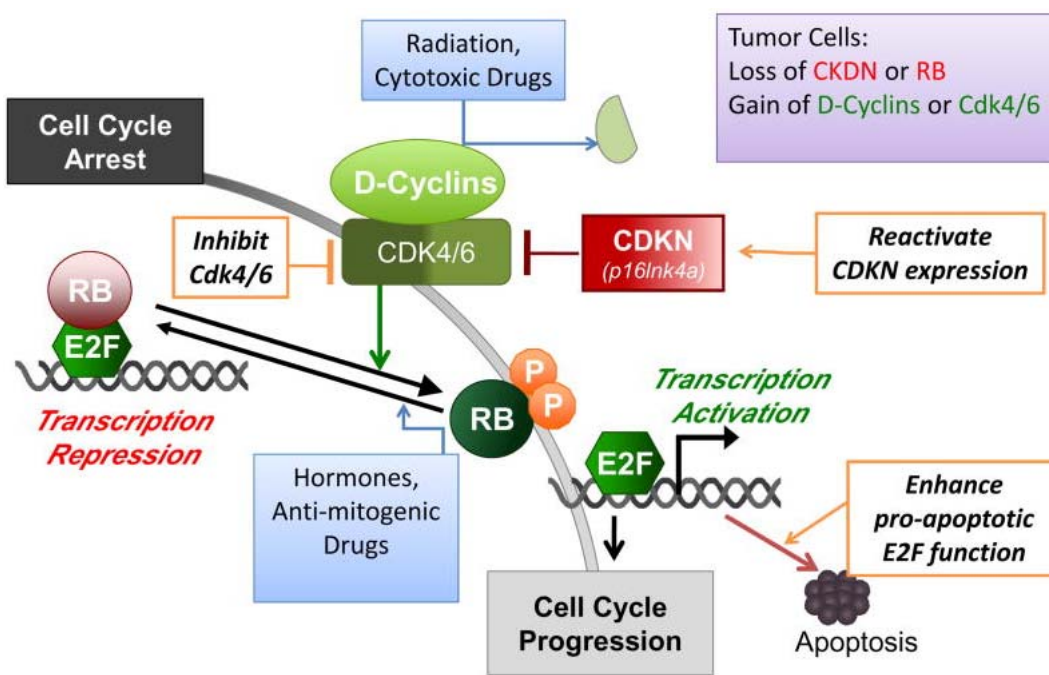 Radiation,
Cytotoxic Drugs
Tumor Cells:
Loss of CKDN or RB
Gain of D-Cyclins or Cdk4/6
Cell Cycle
Arrest
D-Cyclins
CDK4/6
Inhibit
Cdk4/6
CDKN
(p16Ink4a)
Reactivate
CDKN expression
RB
E2F
Transcription
Repression
RB
P
P
Transcription
Activation
E2F
Hormones,
Anti-mitogenic
Drugs
Enhance
pro-apoptotic
E2F function
Cell Cycle
Progression
Apoptosis